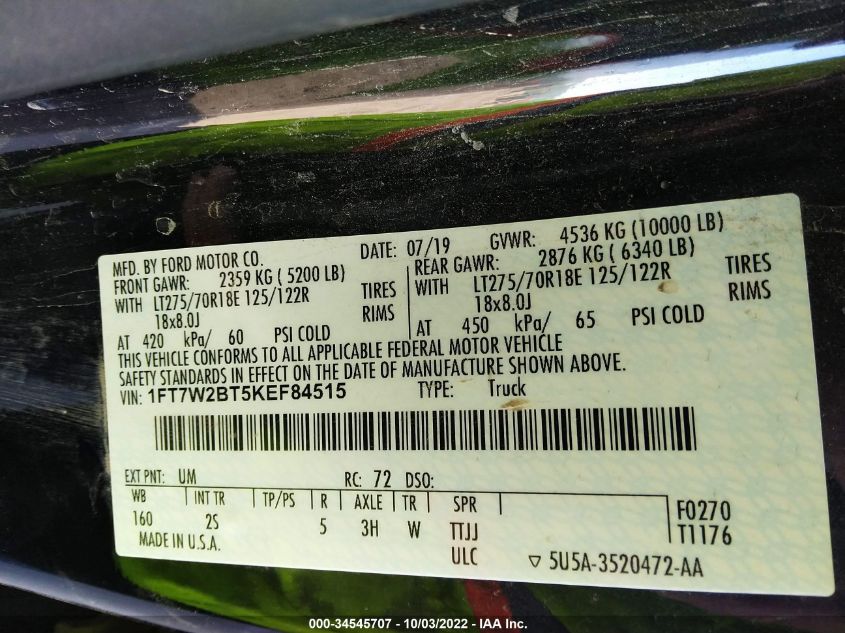 MFD. BY FORD MOTOR CO. DATE: 07/19 GVWR: 4536 KG (10000 LB)
FRONT GAWR: 2359 KG ( 5200 LB) REAR GAWR: 2876 KG ( 6340 LB)
WITH LT275/70R18E 125/122R TIRES WITH LT275/70R18E 125/122R TIRES
18x8.0J RIMS 18x8.0J RIMS
AT 420 kPa/ 60 PSI COLD AT 450 kPa/ 65 PSI COLD
THIS VEHICLE CONFORMS TO ALL APPLICABLE FEDERAL MOTOR VEHICLE
SAFETY STANDARDS IN EFFECT ON THE DATE OF MANUFACTURE SHOWN ABOVE.
VIN: 1FT7W2BT5KEF84515 TYPE: Truck
EXT PNT: UM RC: 72 DSO:
WB INT TR TP/PS R AXLE TR SPR F0270
160 2S 5 3H W TTJJ T1176
MADE IN U.S.A. ULC ▽ 5U5A-3520472-AA
000-34545707 - 10/03/2022 - IAA Inc.